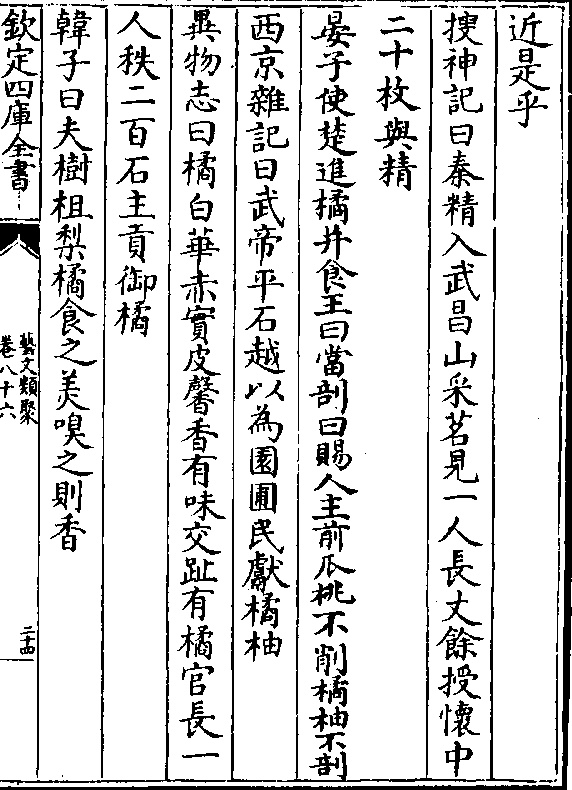 近是乎
搜神記曰秦精入武昌山采茗見一人長丈餘授懷中
二十枚與精
晏子使楚進橘并食王曰當剖曰賜人主前瓜桃不削橘柚不剖
西京雜記曰武帝平石越以為園圃民獻橘柚
異物志曰橘白華赤實皮馨香有味交趾有橘官長一
人秩二百石主貢御橘
韓子曰夫樹柤梨橘食之美嗅之則香
欽定四庫全書
藝文類聚
卷八十六
二十四